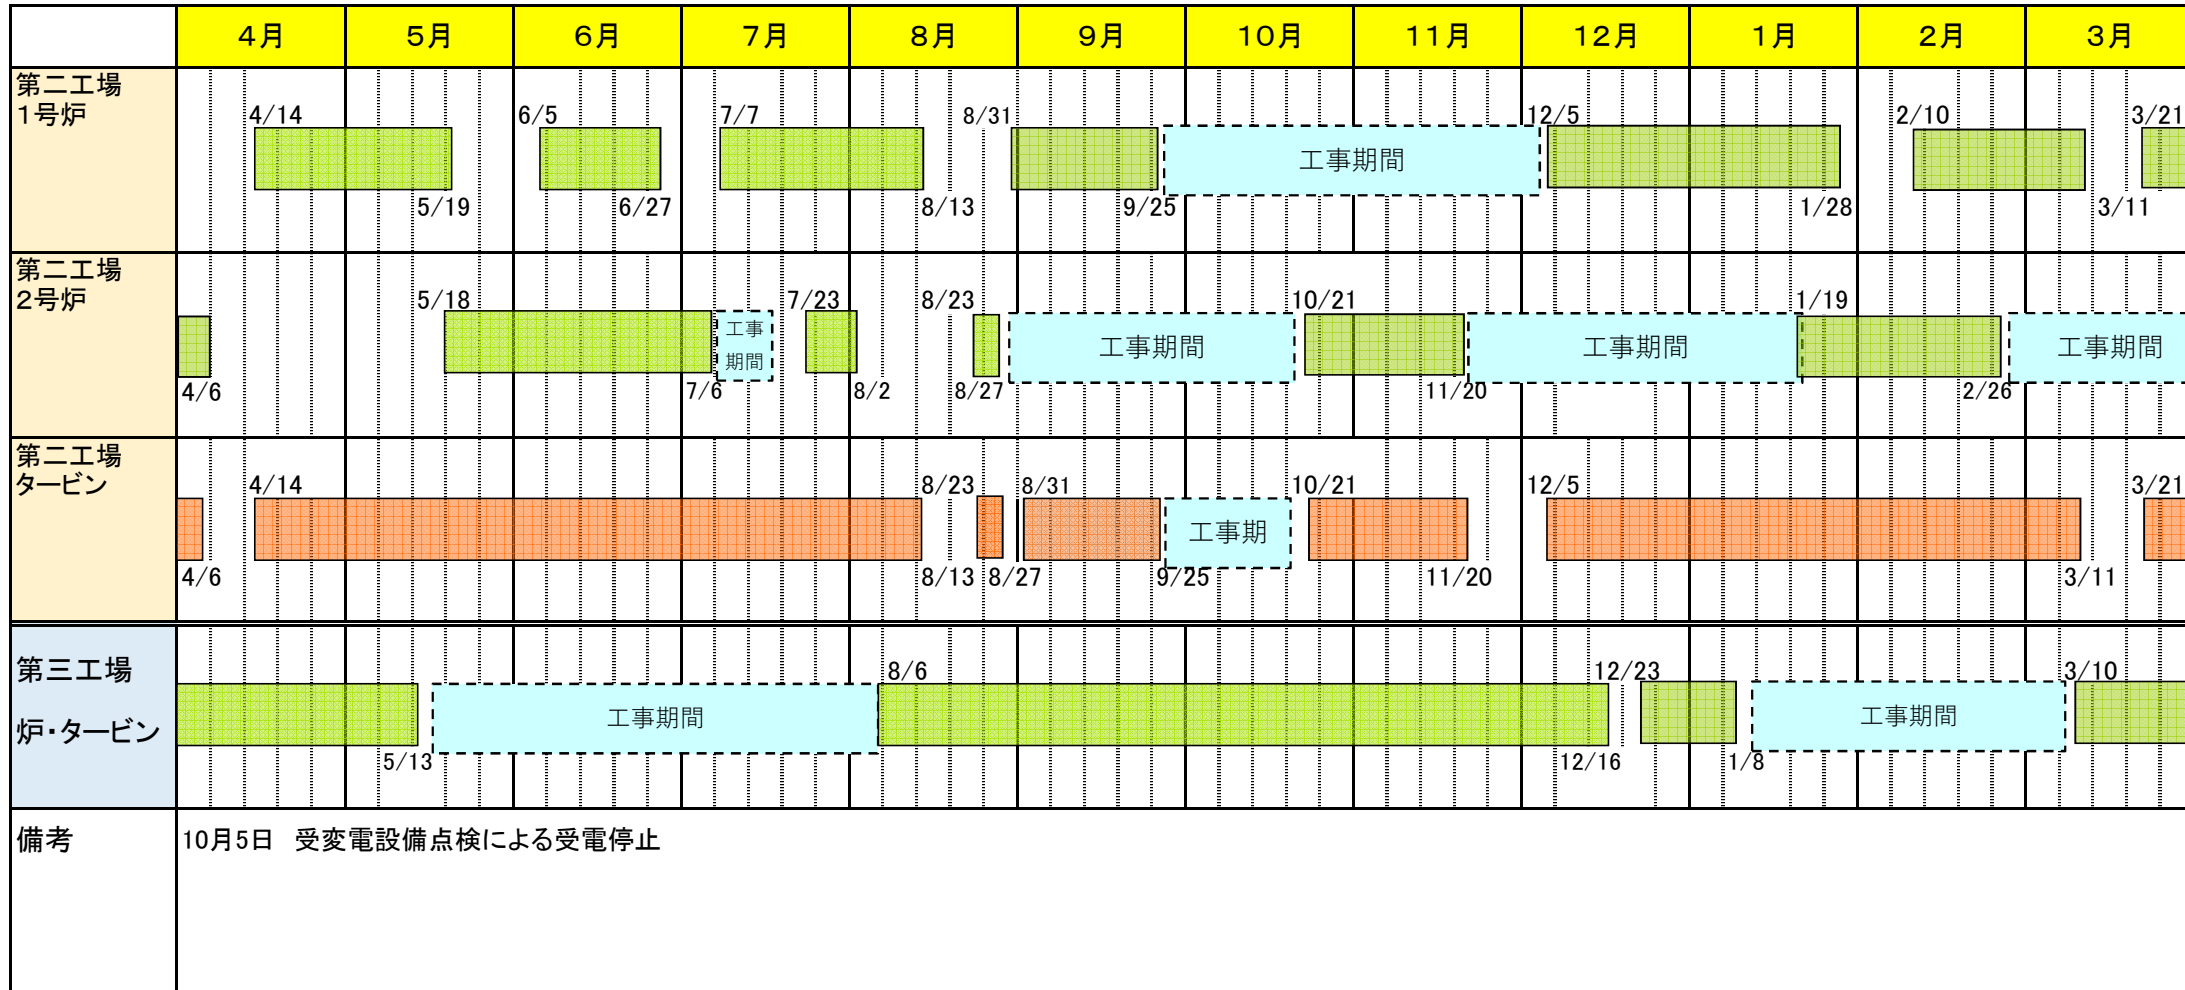 4月 5月 6月 7月 8月 9月 10月 11月 12月 1月 2月 3月
第二工場
1号炉
4/14 6/5 7/7 8/31 12/5 2/10 3/21
工事期間
5/19 6/27 8/13 9/25 1/28 3/11
第二工場
2号炉
5/18 7/23 8/23 10/21 1/19
工事
期間
工事期間 工事期間 工事期間
4/6 7/6 8/2 8/27 11/20 2/26
第二工場
タービン
4/14 8/23 8/31 10/21 12/5 3/21
工事期
4/6 8/13 8/27 9/25 11/20 3/11
第三工場
炉・タービン
8/6 12/23 3/10
工事期間 工事期間
5/13 12/16 1/8
備考
10月5日 受変電設備点検による受電停止